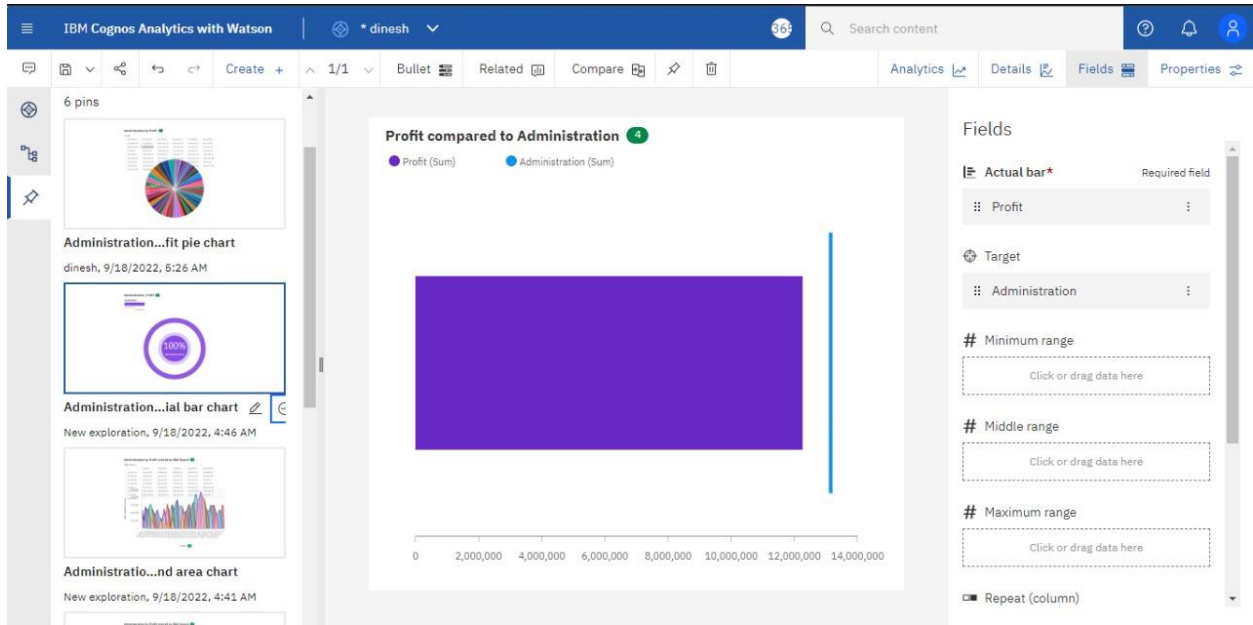 IBM Cognos Analytics with Watson
* dinesh
365
Search content
1/1
Bullet
Related
Compare
Create +
Analytics
Details
Fields
Properties
6 pins
Administration...fit pie chart
dinesh, 9/18/2022, 5:26 AM
100%
Administration...ial bar chart
New exploration, 9/18/2022, 4:46 AM
Administratio...nd area chart
New exploration, 9/18/2022, 4:41 AM
Profit compared to Administration 4
Profit (Sum) Administration (Sum)
0 2,000,000 4,000,000 6,000,000 8,000,000 10,000,000 12,000,000 14,000,000
Fields
Actual bar* Required field
Profit
Target
Administration
# Minimum range
Click or drag data here
# Middle range
Click or drag data here
# Maximum range
Click or drag data here
Repeat (column)